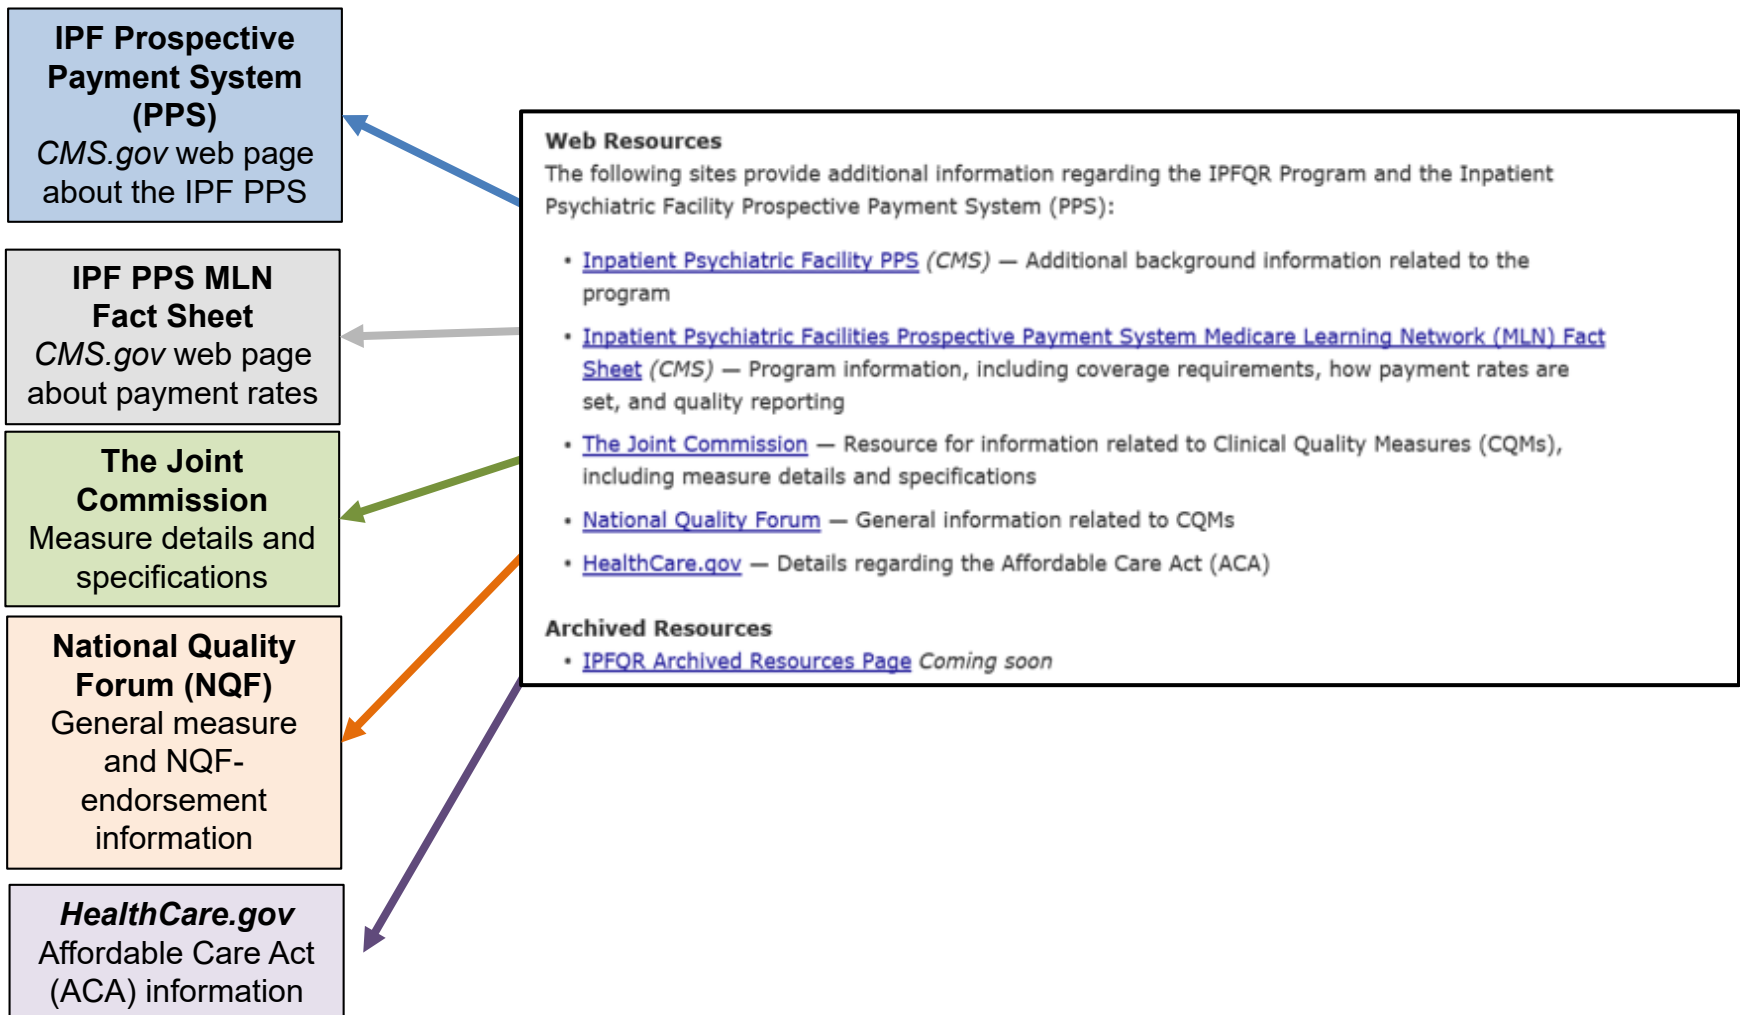 IPF Prospective
Payment System
(PPS)
CMS.gov web page
about the IPF PPS
IPF PPS MLN
Fact Sheet
CMS.gov web page
about payment rates
The Joint
Commission
Measure details and
specifications
National Quality
Forum (NQF)
General measure
and NQF-
endorsement
information
HealthCare.gov
Affordable Care Act
(ACA) information
Web Resources
The following sites provide additional information regarding the IPFQR Program and the Inpatient
Psychiatric Facility Prospective Payment System (PPS):
• Inpatient Psychiatric Facility PPS (CMS) — Additional background information related to the
program
• Inpatient Psychiatric Facilities Prospective Payment System Medicare Learning Network (MLN) Fact
Sheet (CMS) — Program information, including coverage requirements, how payment rates are
set, and quality reporting
• The Joint Commission — Resource for information related to Clinical Quality Measures (CQMs),
including measure details and specifications
• National Quality Forum — General information related to CQMs
• HealthCare.gov — Details regarding the Affordable Care Act (ACA)
Archived Resources
• IPFQR Archived Resources Page Coming soon